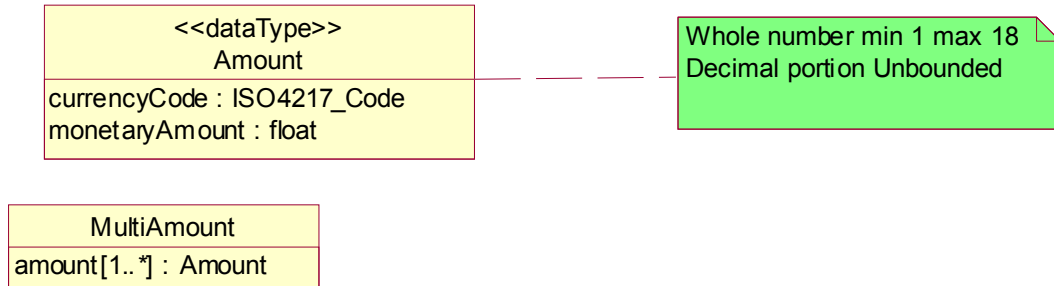 <<dataType>>
Amount
currencyCode : ISO4217_Code
monetaryAmount : float
Whole number min 1 max 18
Decimal portion Unbounded
MultiAmount
amount[1..*] : Amount